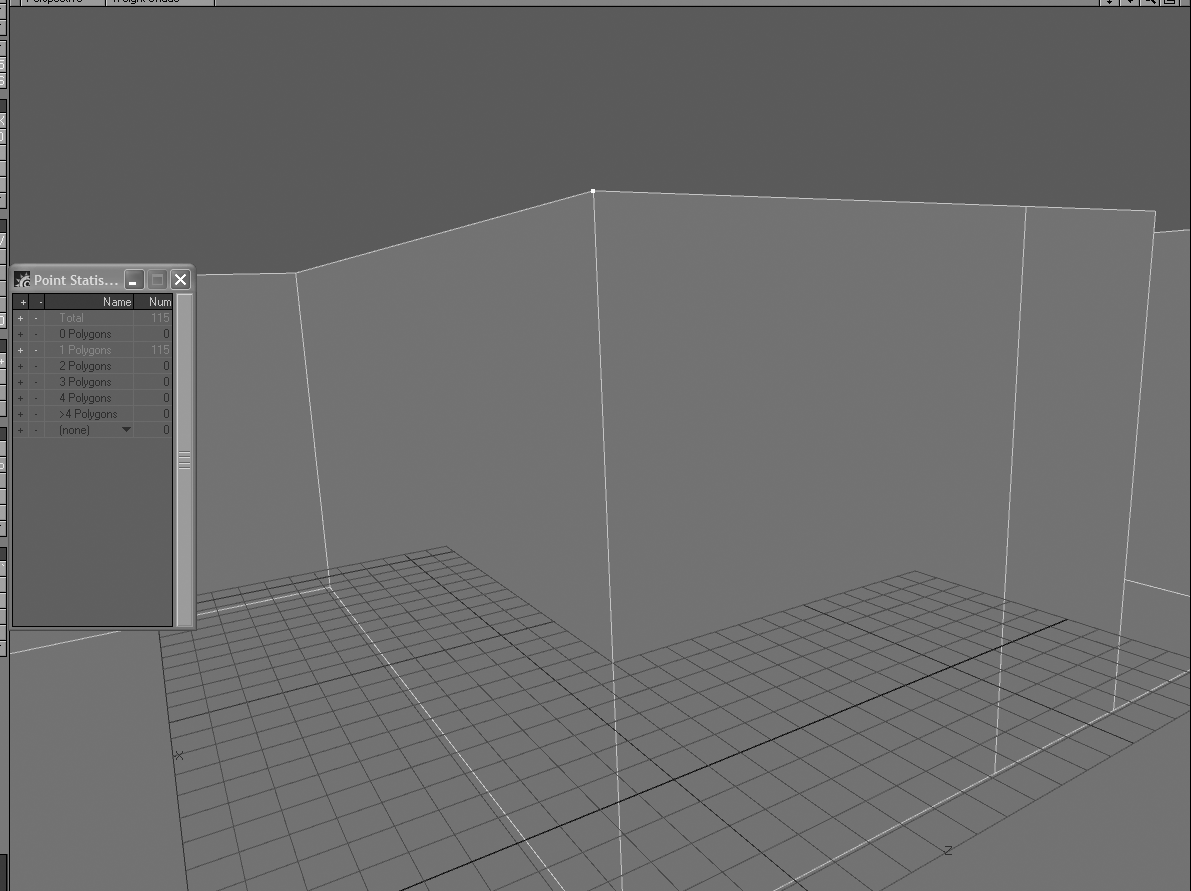 Point Statis...
+ - Name Num
+ - Total 115
+ - 0 Polygons 0
+ - 1 Polygons 115
+ - 2 Polygons 0
+ - 3 Polygons 0
+ - 4 Polygons 0
+ - >4 Polygons 0
+ - (none) 0
X
Z